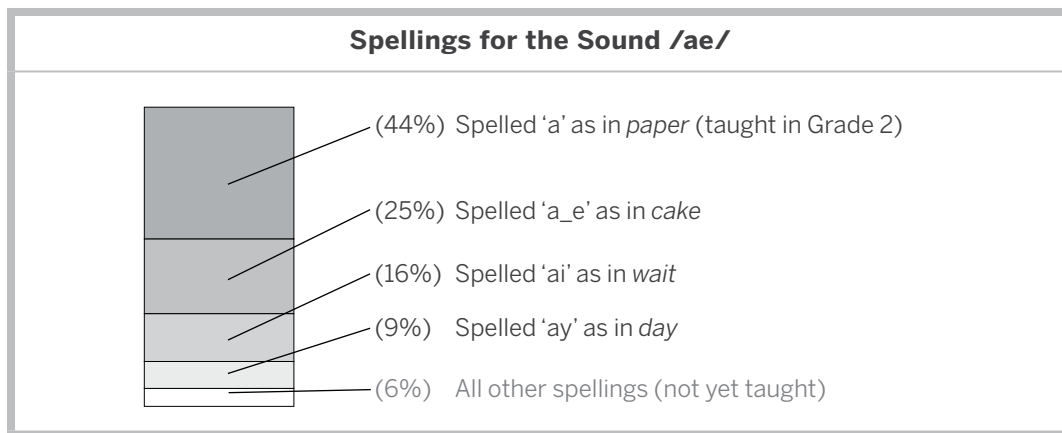 Spellings for the Sound /ae/
(44%) Spelled 'a' as in paper (taught in Grade 2)
(25%) Spelled 'a_e' as in cake
(16%) Spelled 'ai' as in wait
(9%) Spelled 'ay' as in day
(6%) All other spellings (not yet taught)